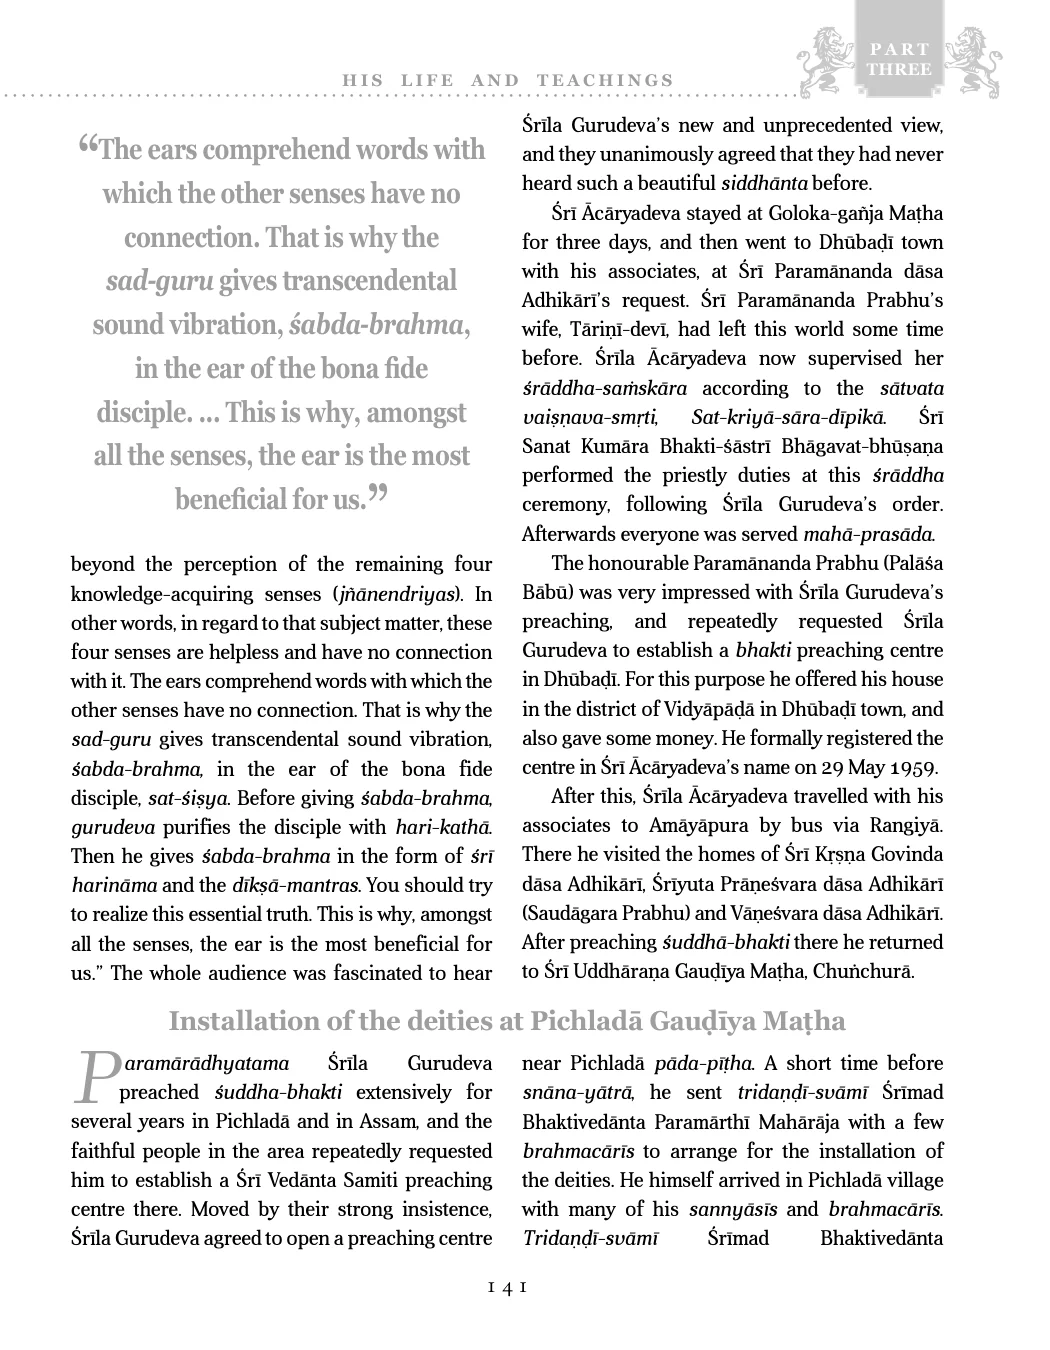 PART
THREE
HIS LIFE AND TEACHINGS
“The ears comprehend words with
which the other senses have no
connection. That is why the
sad-guru gives transcendental
sound vibration, śabda-brahma,
in the ear of the bona fide
disciple. ... This is why, amongst
all the senses, the ear is the most
beneficial for us.”
beyond the perception of the remaining four
knowledge-acquiring senses (jñānendriyas). In
other words, in regard to that subject matter, these
four senses are helpless and have no connection
with it. The ears comprehend words with which the
other senses have no connection. That is why the
sad-guru gives transcendental sound vibration,
śabda-brahma, in the ear of the bona fide
disciple, sat-śiṣya. Before giving śabda-brahma,
gurudeva purifies the disciple with hari-kathā.
Then he gives śabda-brahma in the form of śrī
harināma and the dīkṣā-mantras. You should try
to realize this essential truth. This is why, amongst
all the senses, the ear is the most beneficial for
us.” The whole audience was fascinated to hear
Śrīla Gurudeva’s new and unprecedented view,
and they unanimously agreed that they had never
heard such a beautiful siddhānta before.
Śrī Ācāryadeva stayed at Goloka-gañja Maṭha
for three days, and then went to Dhūbaḍī town
with his associates, at Śrī Paramānanda dāsa
Adhikārī’s request. Śrī Paramānanda Prabhu’s
wife, Tāriṇī-devī, had left this world some time
before. Śrīla Ācāryadeva now supervised her
śrāddha-saṁskāra according to the sātvata
vaiṣṇava-smṛti, Sat-kriyā-sāra-dīpikā. Śrī
Sanat Kumāra Bhakti-śāstrī Bhāgavat-bhūṣaṇa
performed the priestly duties at this śrāddha
ceremony, following Śrīla Gurudeva’s order.
Afterwards everyone was served mahā-prasāda.
The honourable Paramānanda Prabhu (Palāśa
Bābū) was very impressed with Śrīla Gurudeva’s
preaching, and repeatedly requested Śrīla
Gurudeva to establish a bhakti preaching centre
in Dhūbaḍī. For this purpose he offered his house
in the district of Vidyāpāḍā in Dhūbaḍī town, and
also gave some money. He formally registered the
centre in Śrī Ācāryadeva’s name on 29 May 1959.
After this, Śrīla Ācāryadeva travelled with his
associates to Amāyāpura by bus via Rangiyā.
There he visited the homes of Śrī Kṛṣṇa Govinda
dāsa Adhikārī, Śrīyuta Prāṇeśvara dāsa Adhikārī
(Saudāgara Prabhu) and Vāṇeśvara dāsa Adhikārī.
After preaching śuddhā-bhakti there he returned
to Śrī Uddhāraṇa Gauḍīya Maṭha, Chuṅchurā.
Installation of the deities at Pichladā Gauḍīya Maṭha
Paramārādhyatama Śrīla Gurudeva
preached śuddha-bhakti extensively for
several years in Pichladā and in Assam, and the
faithful people in the area repeatedly requested
him to establish a Śrī Vedānta Samiti preaching
centre there. Moved by their strong insistence,
Śrīla Gurudeva agreed to open a preaching centre
near Pichladā pāda-pīṭha. A short time before
snāna-yātrā, he sent tridaṇḍī-svāmī Śrīmad
Bhaktivedānta Paramārthī Mahārāja with a few
brahmacārīs to arrange for the installation of
the deities. He himself arrived in Pichladā village
with many of his sannyāsīs and brahmacārīs.
Tridaṇḍī-svāmī Śrīmad Bhaktivedānta
141